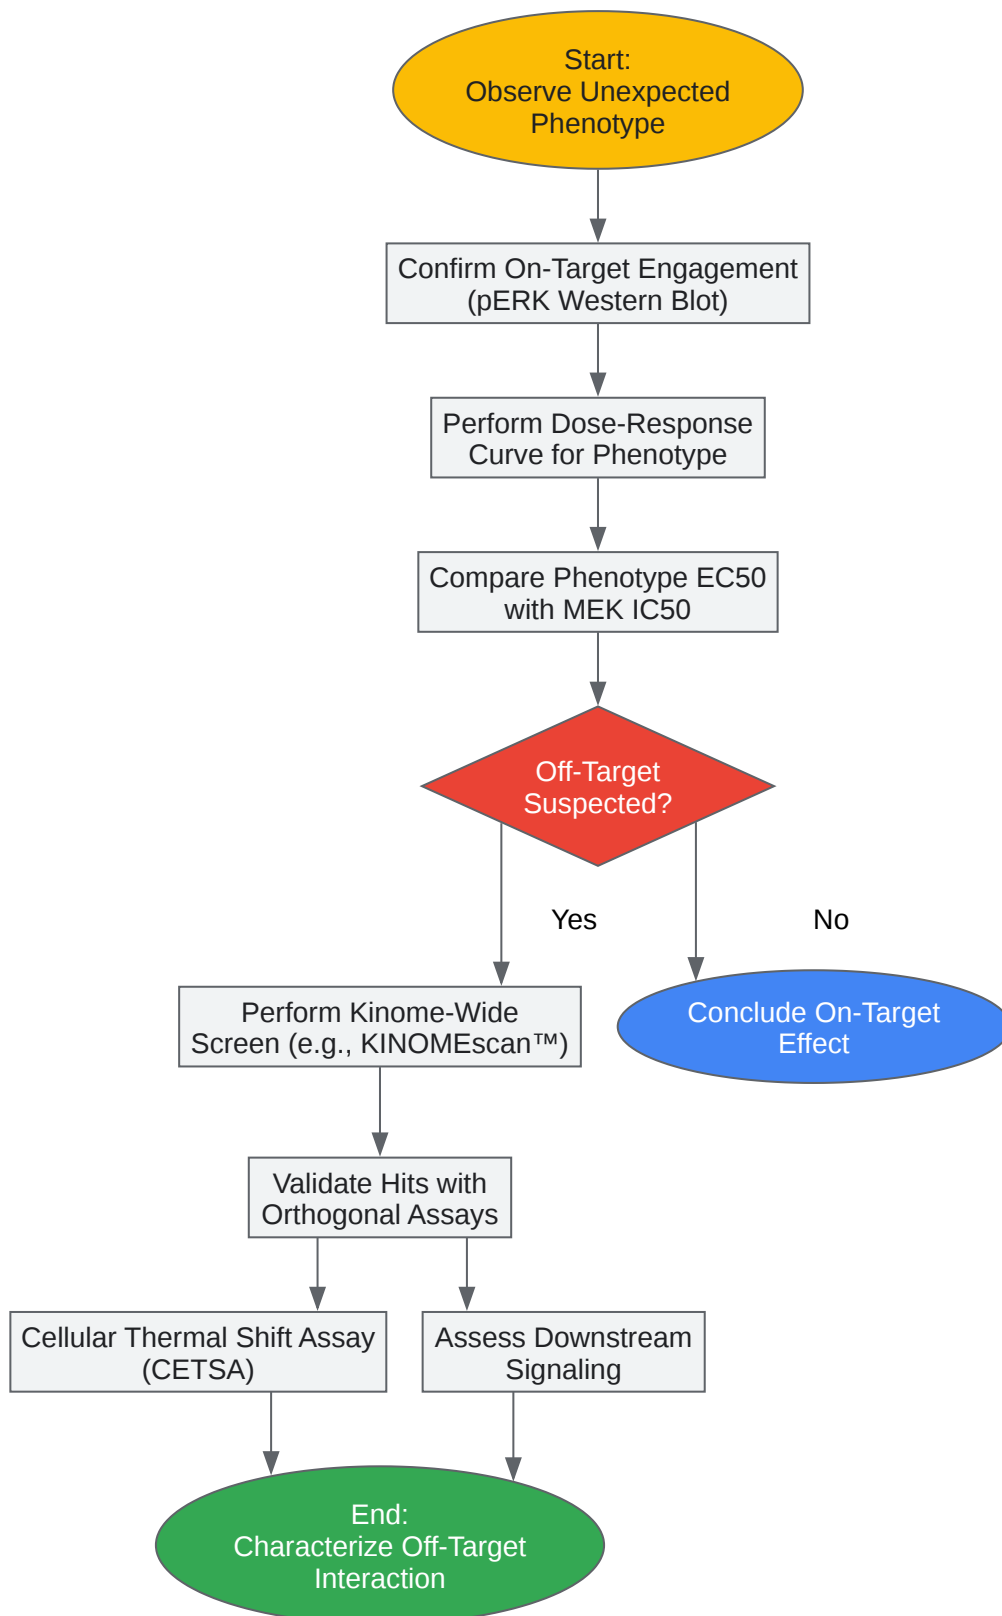 Start:
Observe Unexpected
Phenotype
Confirm On-Target Engagement
(pERK Western Blot)
Perform Dose-Response
Curve for Phenotype
Compare Phenotype EC50
with MEK IC50
Off-Target
Suspected?
Yes
No
Perform Kinome-Wide
Screen (e.g., KINOMEscan™)
Conclude On-Target
Effect
Validate Hits with
Orthogonal Assays
Cellular Thermal Shift Assay
(CETSA)
Assess Downstream
Signaling
End:
Characterize Off-Target
Interaction